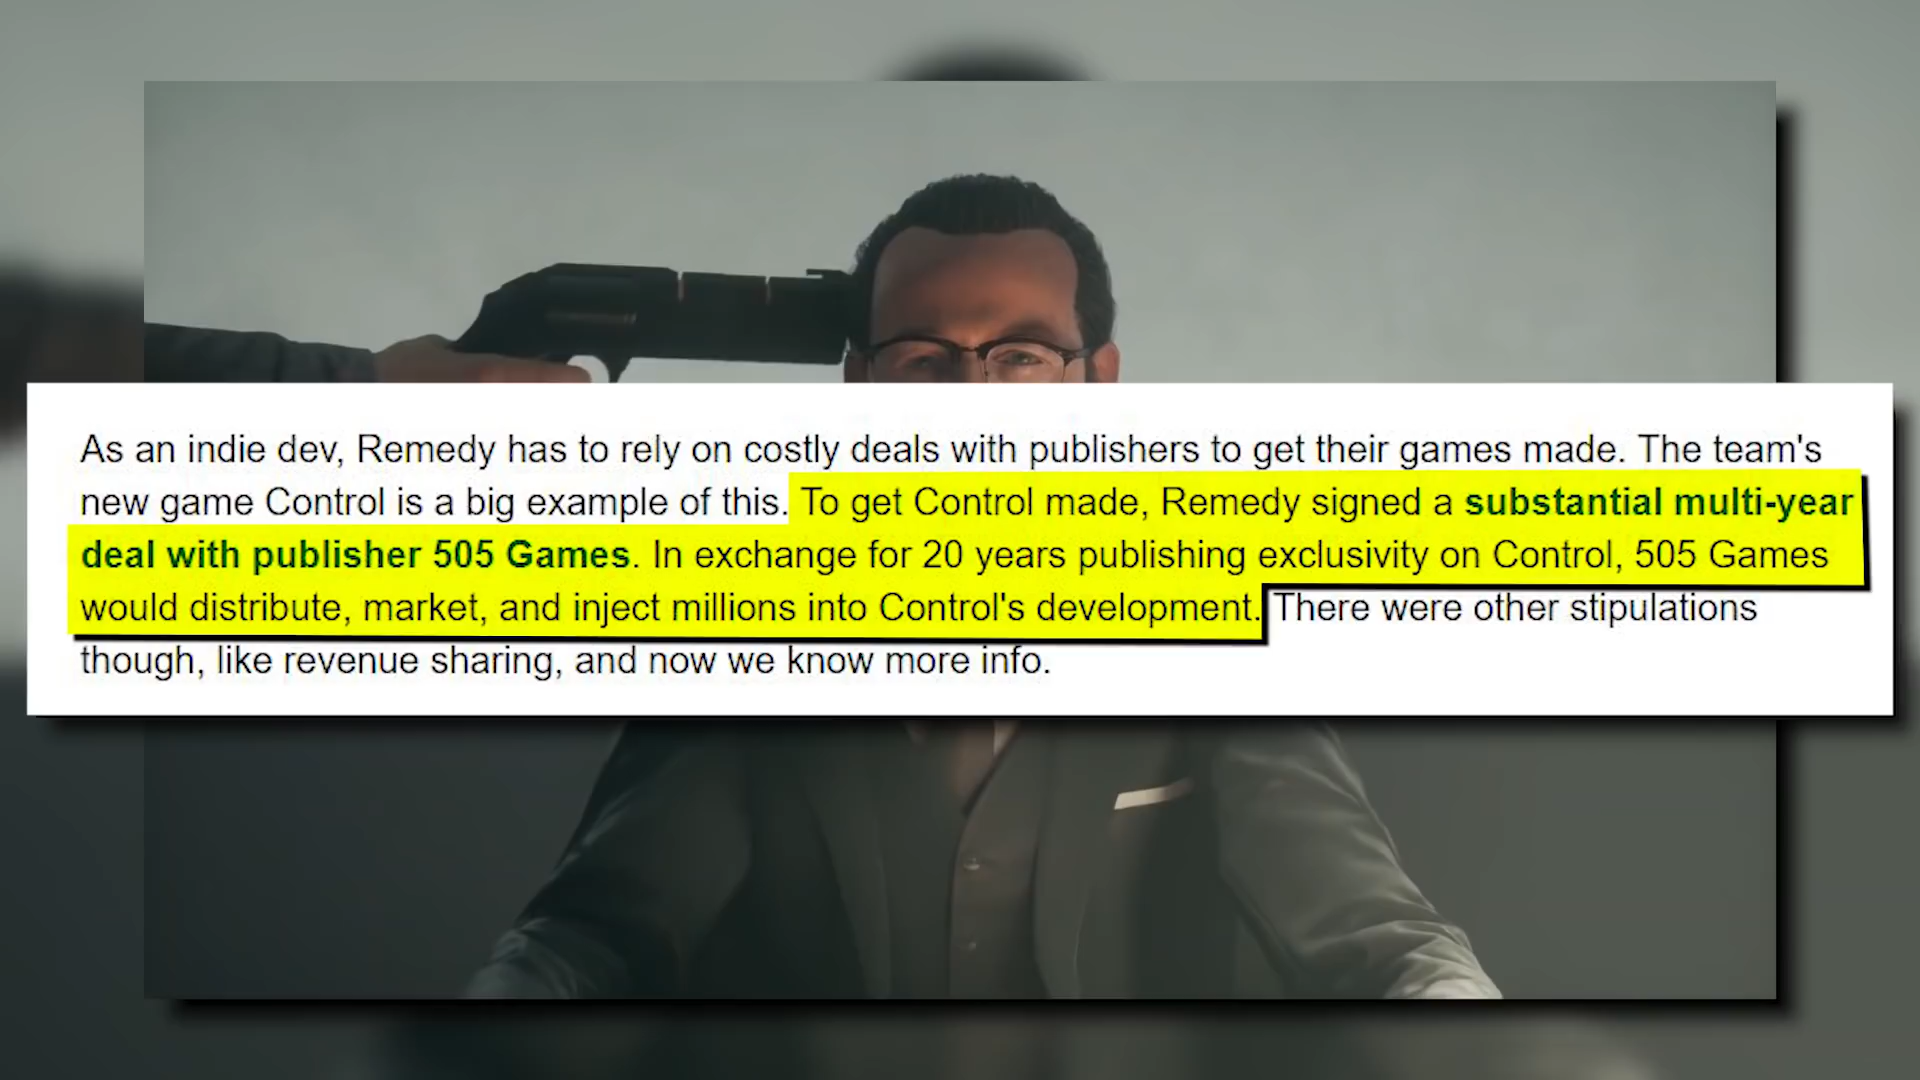 As an indie dev, Remedy has to rely on costly deals with publishers to get their games made. The team's
new game Control is a big example of this. To get Control made, Remedy signed a substantial multi-year
deal with publisher 505 Games. In exchange for 20 years publishing exclusivity on Control, 505 Games
would distribute, market, and inject millions into Control's development. There were other stipulations
though, like revenue sharing, and now we know more info.